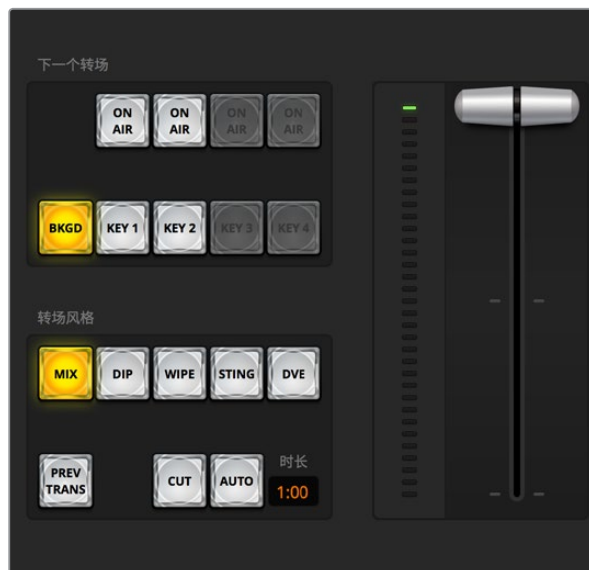 下一个转场
ON AIR ON AIR ON AIR ON AIR
BKGD KEY 1 KEY 2 KEY 3 KEY 4
转场风格
MIX DIP WIPE STING DVE
时长
PREV TRANS CUT AUTO 1:00